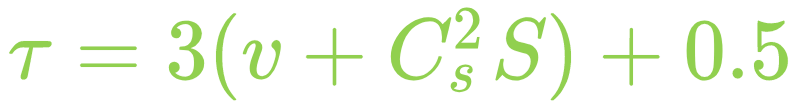 τ = 3(v + C_s^2 S) + 0.5